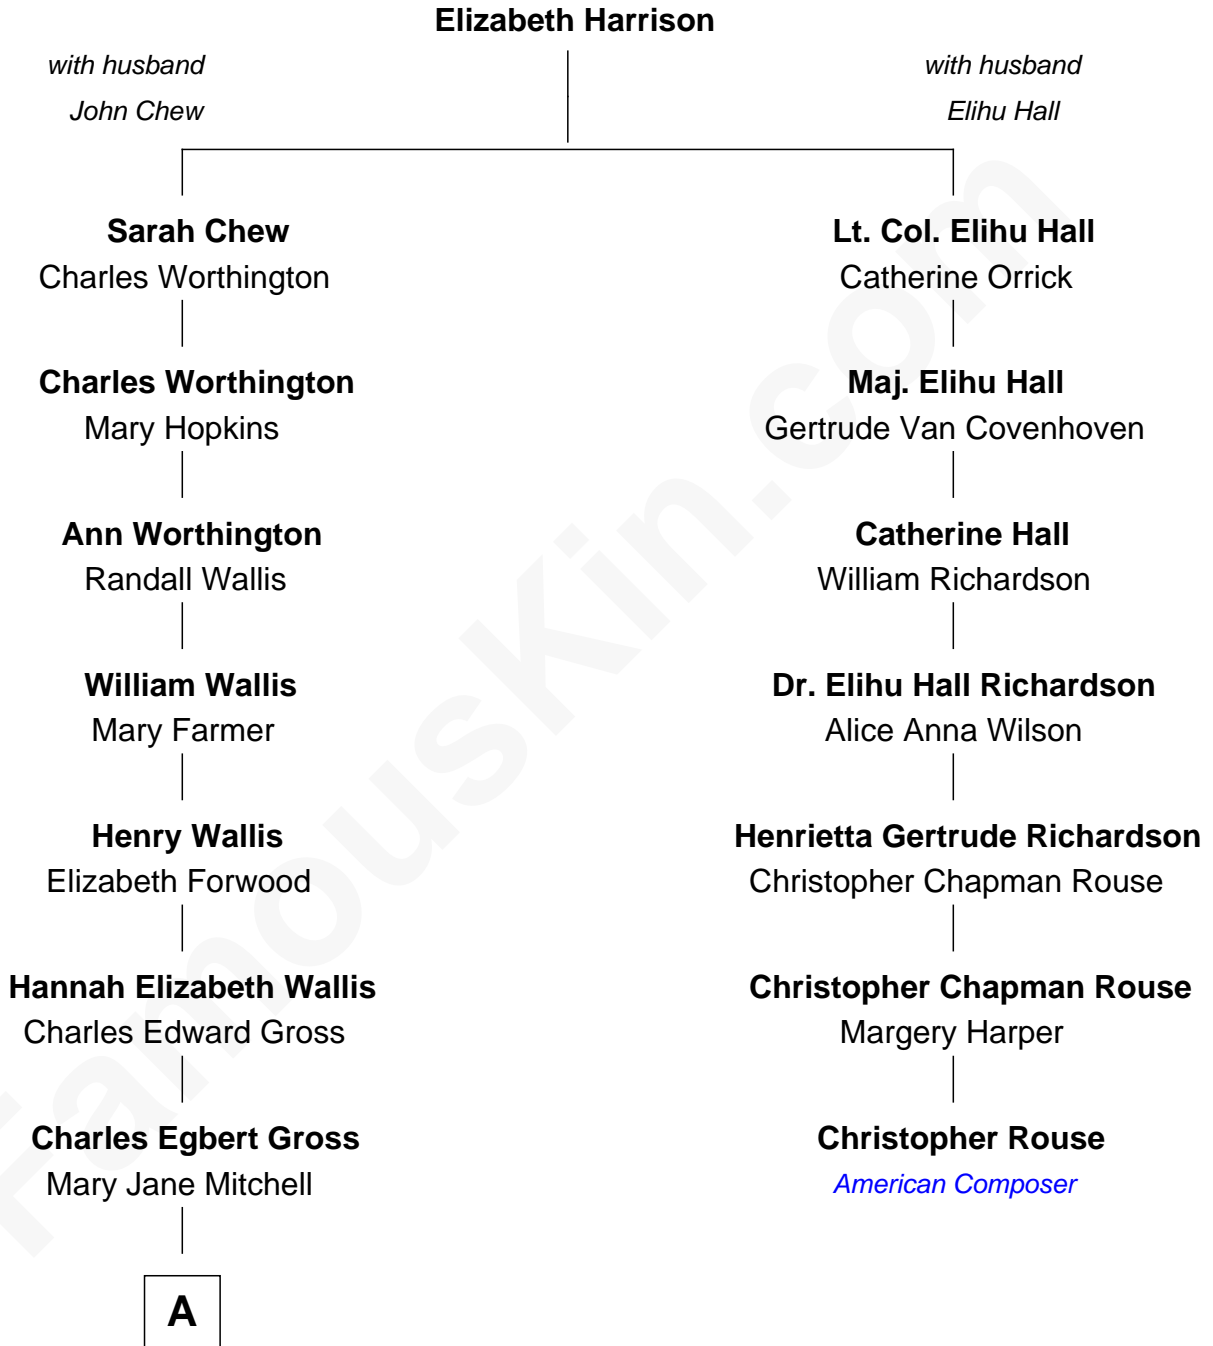 Elizabeth Harrison
with husband
John Chew
with husband
Elihu Hall
Sarah Chew
Charles Worthington
Lt. Col. Elihu Hall
Catherine Orrick
Charles Worthington
Mary Hopkins
Maj. Elihu Hall
Gertrude Van Covenhoven
Ann Worthington
Randall Wallis
Catherine Hall
William Richardson
William Wallis
Mary Farmer
Dr. Elihu Hall Richardson
Alice Anna Wilson
Henry Wallis
Elizabeth Forwood
Henrietta Gertrude Richardson
Christopher Chapman Rouse
Hannah Elizabeth Wallis
Charles Edward Gross
Christopher Chapman Rouse
Margery Harper
Charles Egbert Gross
Mary Jane Mitchell
Christopher Rouse
American Composer
A
FamousKin.com